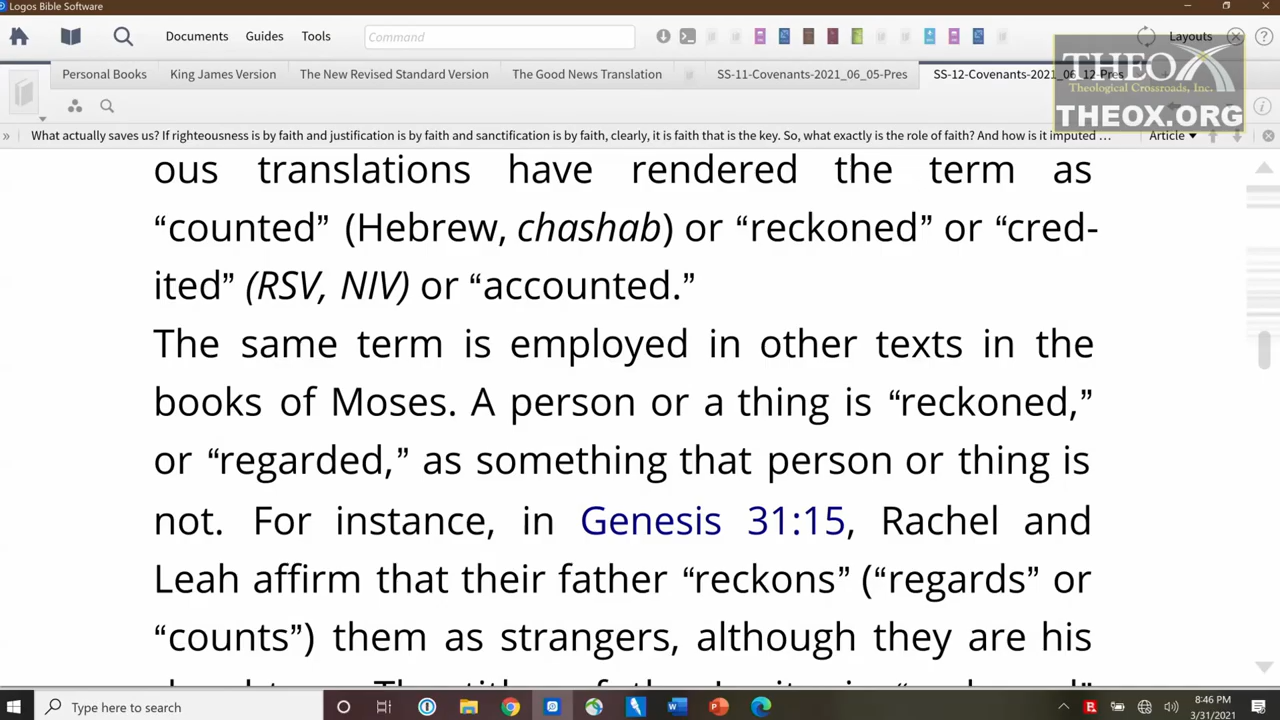 Logos Bible Software
Documents Guides Tools Command Layouts
Personal Books King James Version The New Revised Standard Version The Good News Translation SS-11-Covenants-2021_06_05-Pres SS-12-Covenants-2021_06_12-Pres
THEOX
Theological Crossroads, Inc.
THEOX.ORG
What actually saves us? If righteousness is by faith and justification is by faith and sanctification is by faith, clearly, it is faith that is the key. So, what exactly is the role of faith? And how is it imputed ... Article
ous translations have rendered the term as
“counted” (Hebrew, chashab) or “reckoned” or “cred-
ited” (RSV, NIV) or “accounted.”
The same term is employed in other texts in the
books of Moses. A person or a thing is “reckoned,”
or “regarded,” as something that person or thing is
not. For instance, in Genesis 31:15, Rachel and
Leah affirm that their father “reckons” (“regards” or
“counts”) them as strangers, although they are his
Type here to search
8:46 PM
3/31/2021